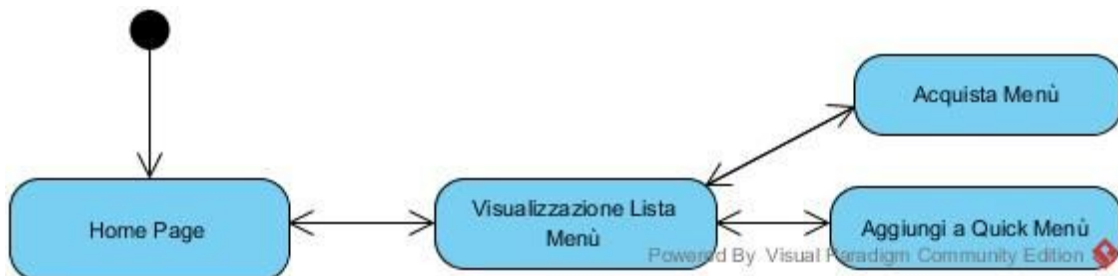 Acquista Menù
Home Page
Visualizzazione Lista
Menù
Aggiungi a Quick Menù
Powered By Visual Paradigm Community Edition